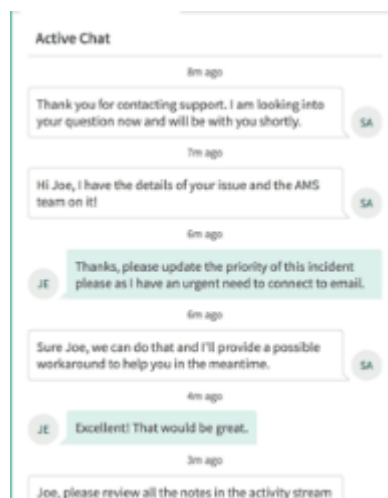 Active Chat
8m ago
Thank you for contacting support. I am looking into
your question now and will be with you shortly.
SA
7m ago
Hi Joe, I have the details of your issue and the AMS
team on it!
SA
6m ago
Thanks, please update the priority of this incident
JE
please as I have an urgent need to connect to email.
6m ago
Sure Joe, we can do that and I'll provide a possible
workaround to help you in the meantime.
SA
4m ago
JE
Excellent! That would be great.
3m ago
Joe, please review all the notes in the activity stream